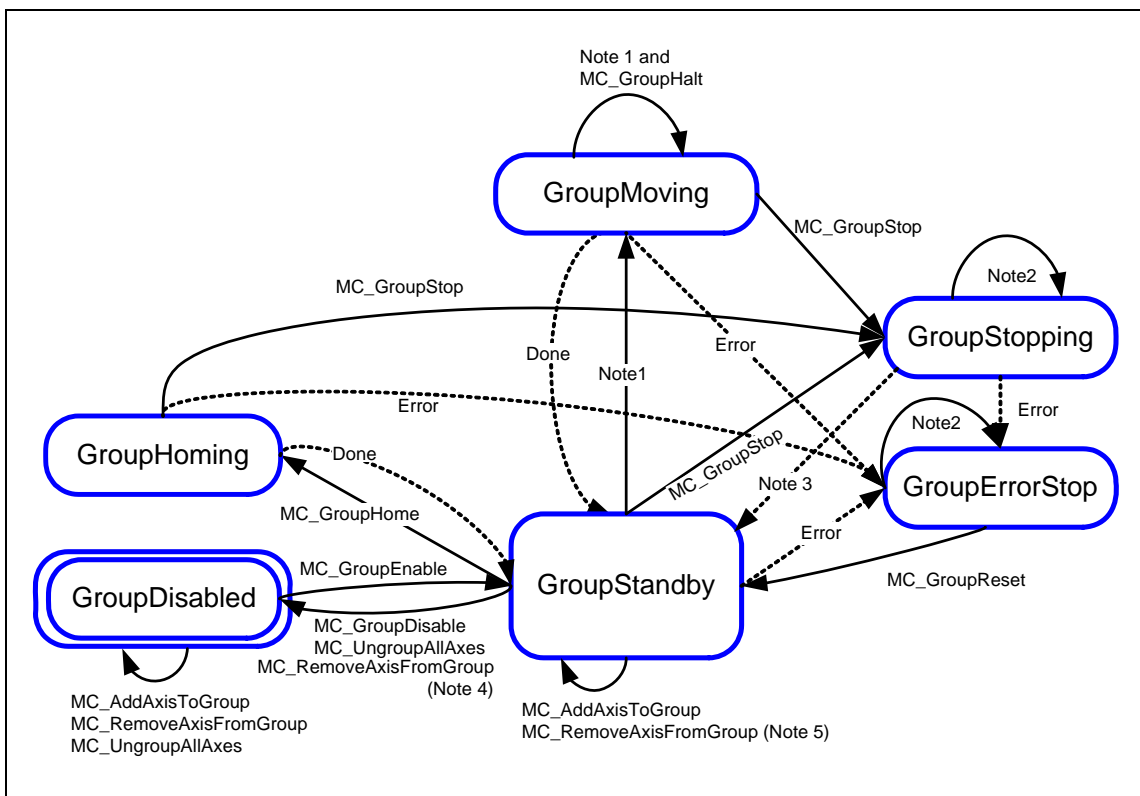 Note 1 and
MC_GroupHalt
GroupMoving
MC_GroupStop
Note2
GroupStopping
MC_GroupStop
Done
Error
Note1
Error
Error
Note2
GroupHoming
Done
MC_GroupStop
Note 3
GroupErrorStop
MC_GroupHome
Error
MC_GroupEnable
GroupStandby
MC_GroupReset
GroupDisabled
MC_GroupDisable
MC_UngroupAllAxes
MC_RemoveAxisFromGroup
(Note 4)
MC_AddAxisToGroup
MC_RemoveAxisFromGroup
MC_UngroupAllAxes
MC_AddAxisToGroup
MC_RemoveAxisFromGroup (Note 5)